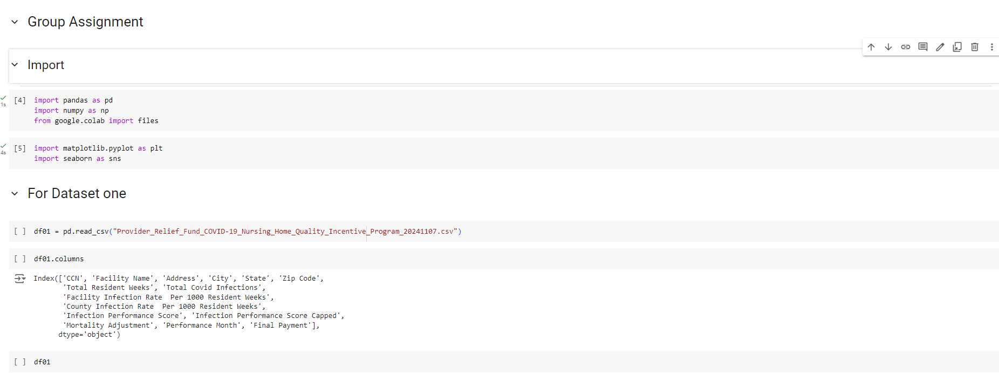 Group Assignment
Import
1s
[4] import pandas as pd
import numpy as np
from google.colab import files
4s
[5] import matplotlib.pyplot as plt
import seaborn as sns
For Dataset one
[ ] df01 = pd.read_csv("Provider_Relief_Fund_COVID-19_Nursing_Home_Quality_Incentive_Program_20241107.csv")
[ ] df01.columns
Index(['CCN', 'Facility Name', 'Address', 'City', 'State', 'Zip Code',
'Total Resident Weeks', 'Total Covid Infections',
'Facility Infection Rate  Per 1000 Resident Weeks',
'County Infection Rate  Per 1000 Resident Weeks',
'Infection Performance Score', 'Infection Performance Score Capped',
'Mortality Adjustment', 'Performance Month', 'Final Payment'],
dtype='object')
[ ] df01